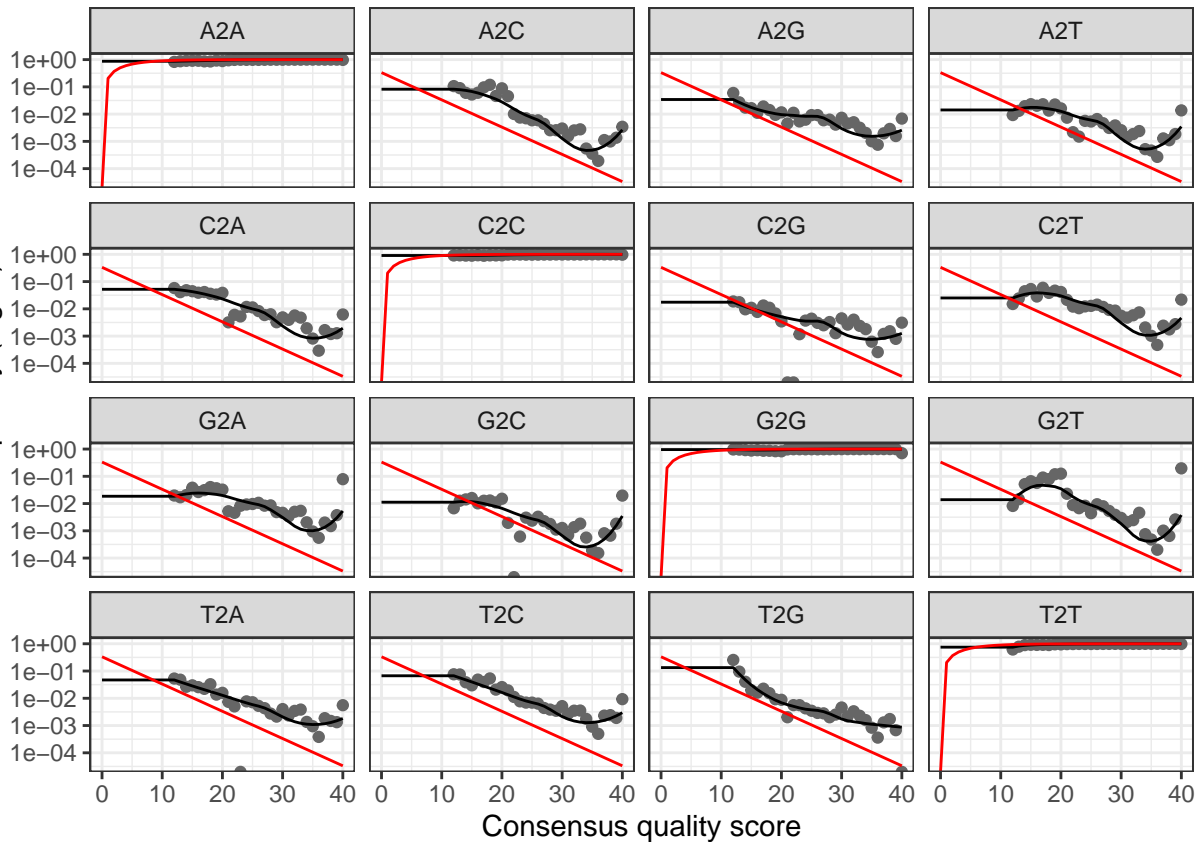 A2A A2C A2G A2T
1e+00
1e−01
1e−02
1e−03
1e−04
C2A C2C C2G C2T
1e+00
1e−01
1e−02
1e−03
1e−04
G2A G2C G2G G2T
1e+00
1e−01
1e−02
1e−03
1e−04
T2A T2C T2G T2T
1e+00
1e−01
1e−02
1e−03
1e−04
0 10 20 30 40 0 10 20 30 40 0 10 20 30 40 0 10 20 30 40
Consensus quality score